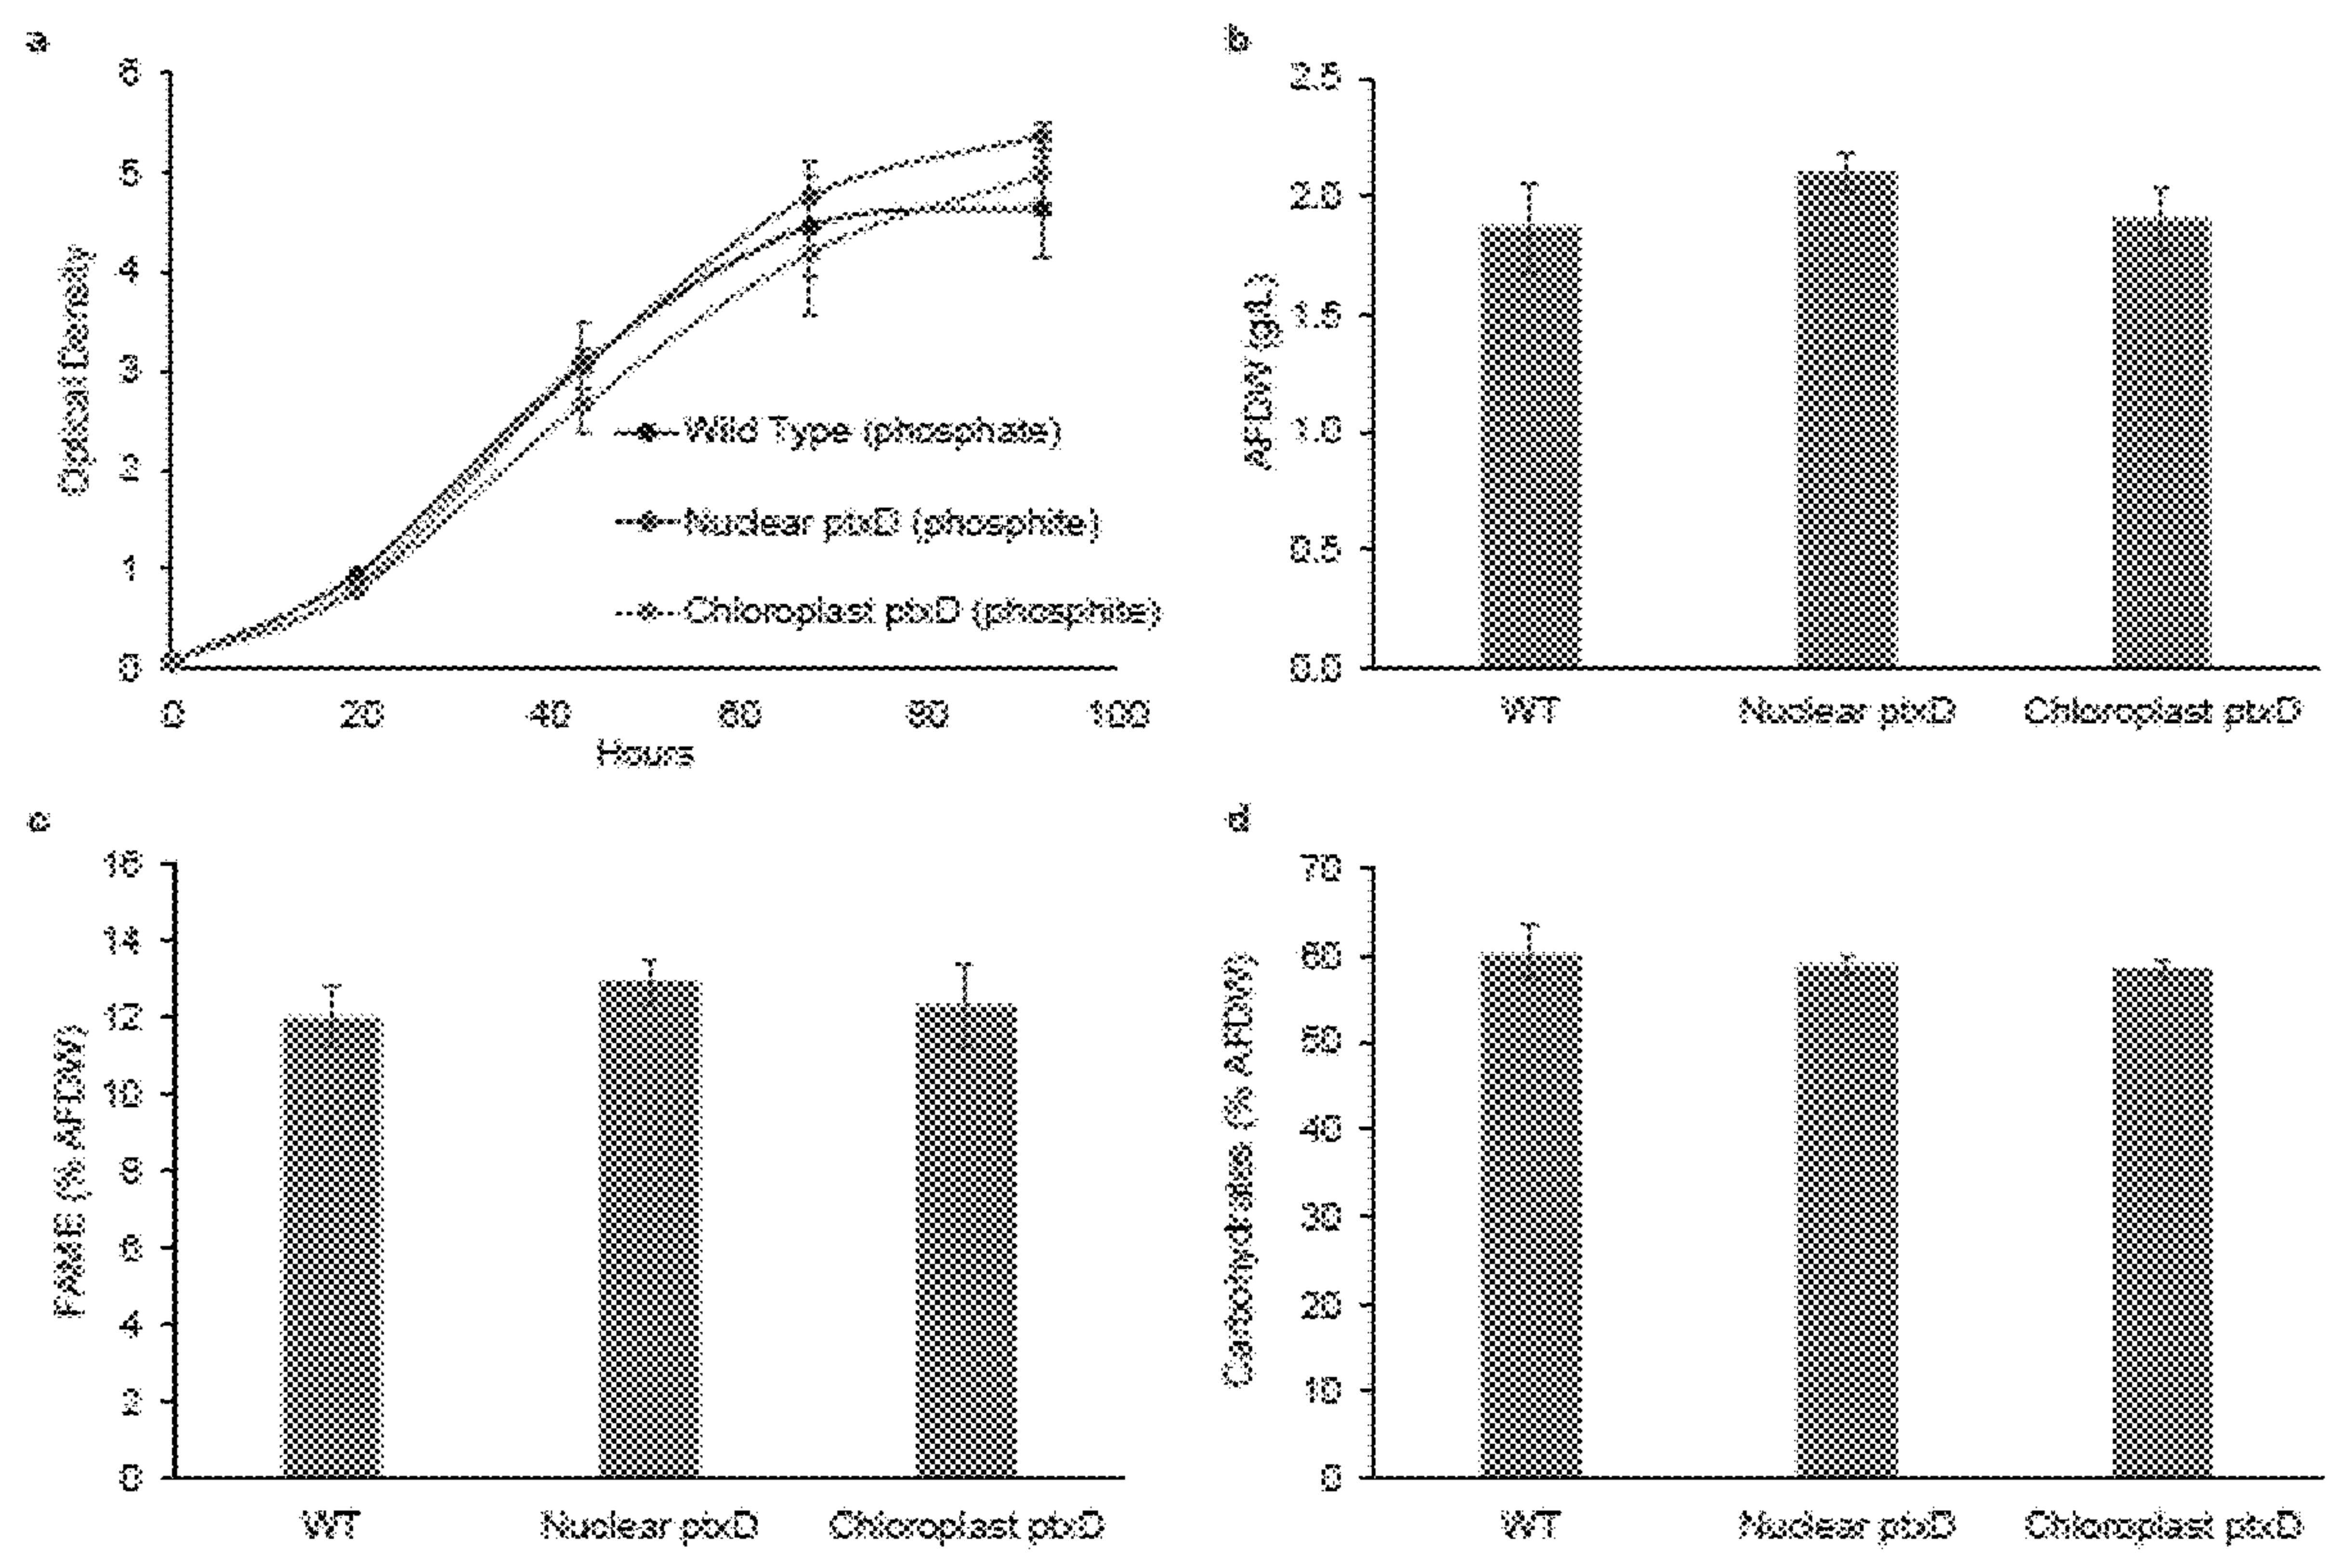 a
6
5
4
3
2
1
0
Optical Density
Wild Type (phosphate)
Nuclear ptxD (phosphite)
Chloroplast ptxD (phosphite)
0 20 40 60 80 100
Hours
b
2.5
2.0
1.5
1.0
0.5
0.0
AFDW (g/L)
WT Nuclear ptxD Chloroplast ptxD
c
16
14
12
10
8
6
4
2
0
FAME (% AFDW)
WT Nuclear ptxD Chloroplast ptxD
d
70
60
50
40
30
20
10
0
Carbohydrates (% AFDW)
WT Nuclear ptxD Chloroplast ptxD